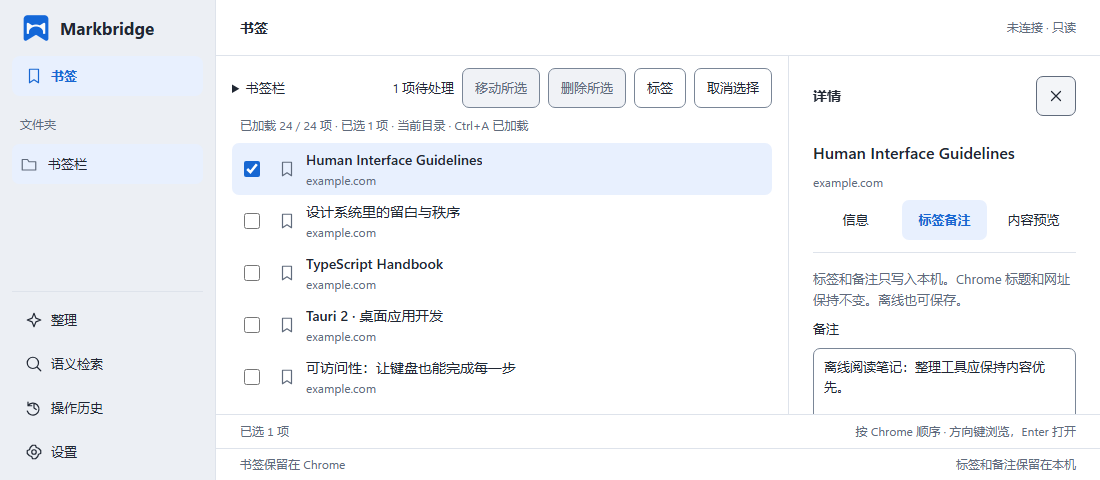 Markbridge
书签
文件夹
书签栏
整理
语义检索
操作历史
设置
书签
未连接 · 只读
书签栏
1 项待处理
移动所选
删除所选
标签
取消选择
已加载 24 / 24 项 · 已选 1 项 · 当前目录 · Ctrl+A 已加载
Human Interface Guidelines
example.com
设计系统里的留白与秩序
example.com
TypeScript Handbook
example.com
Tauri 2 · 桌面应用开发
example.com
可访问性：让键盘也能完成每一步
example.com
详情
Human Interface Guidelines
example.com
信息
标签备注
内容预览
标签和备注只写入本机。Chrome 标题和网址
保持不变。离线也可保存。
备注
离线阅读笔记：整理工具应保持内容优
先。
已选 1 项
按 Chrome 顺序 · 方向键浏览，Enter 打开
书签保留在 Chrome
标签和备注保留在本机